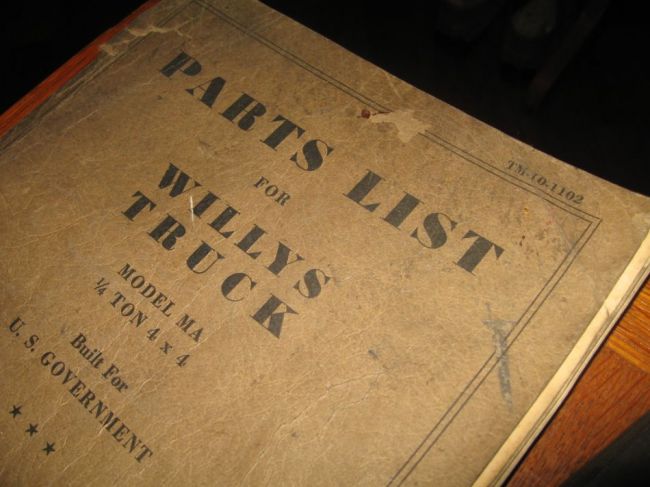 TM-10-1102
PARTS LIST
FOR
WILLYS
TRUCK
MODEL MA
¼ TON 4 x 4
Built For
U. S. GOVERNMENT
★ ★ ★